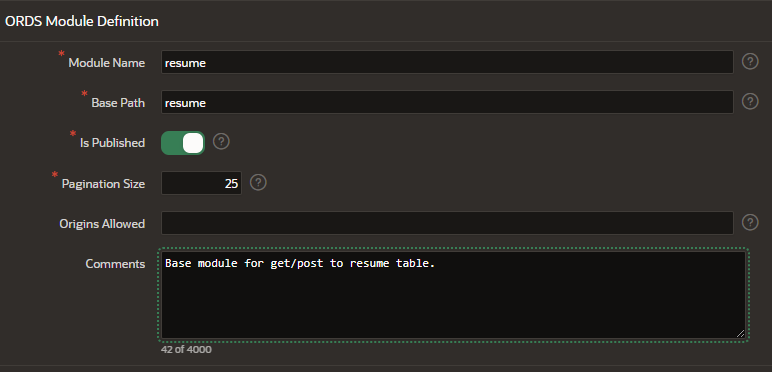 ORDS Module Definition
* Module Name resume ?
* Base Path resume ?
* Is Published ?
* Pagination Size 25 ?
Origins Allowed ?
Comments Base module for get/post to resume table.
42 of 4000